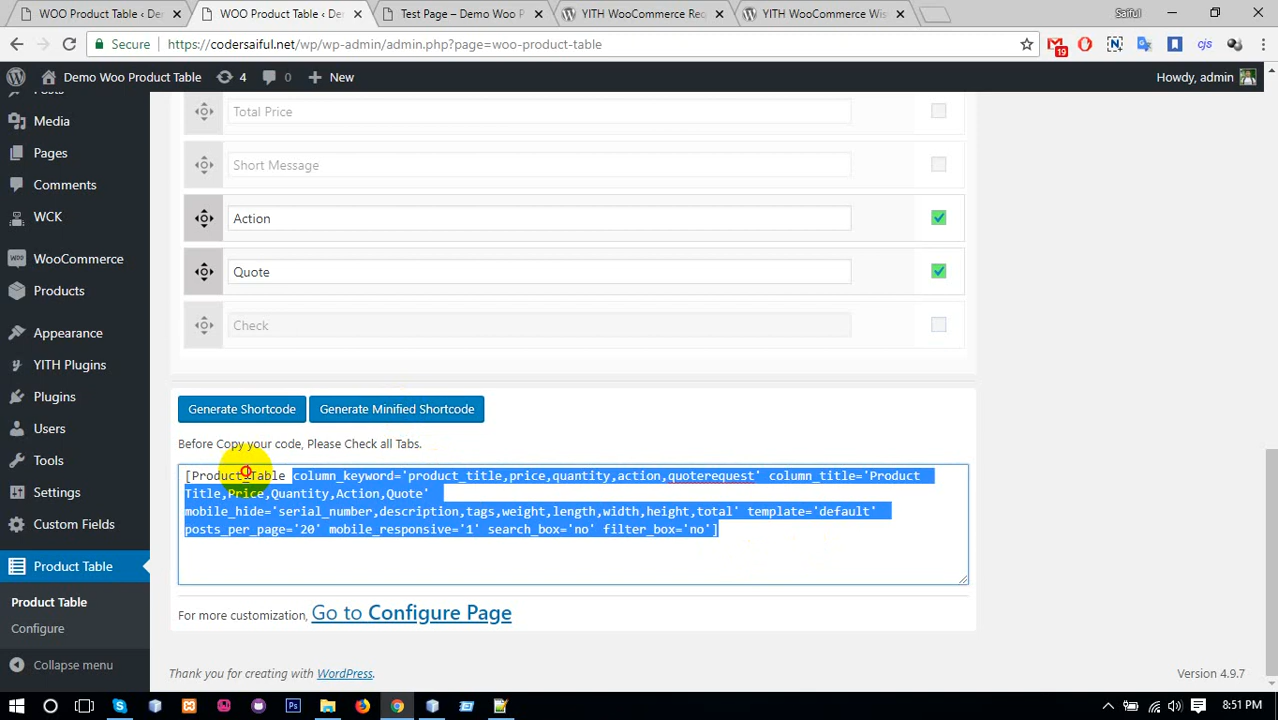 WOO Product Table ‹ De
WOO Product Table ‹ De
Test Page – Demo Woo P
YITH WooCommerce Req
YITH WooCommerce Wis
Saiful
Secure
https://codersaiful.net/wp/wp-admin/admin.php?page=woo-product-table
19
cjs
Demo Woo Product Table
4
0
New
Howdy, admin
Posts
Media
Pages
Comments
WCK
WooCommerce
Products
Appearance
YITH Plugins
Plugins
Users
Tools
Settings
Custom Fields
Product Table
Product Table
Configure
Collapse menu
Total Price
Short Message
Action
Quote
Check
Generate Shortcode
Generate Minified Shortcode
Before Copy your code, Please Check all Tabs.
[Product_Table column_keyword='product_title,price,quantity,action,quoterequest' column_title='Product
Title,Price,Quantity,Action,Quote'
mobile_hide='serial_number,description,tags,weight,length,width,height,total' template='default'
posts_per_page='20' mobile_responsive='1' search_box='no' filter_box='no']
For more customization, Go to Configure Page
Thank you for creating with WordPress.
Version 4.9.7
Ps
8:51 PM